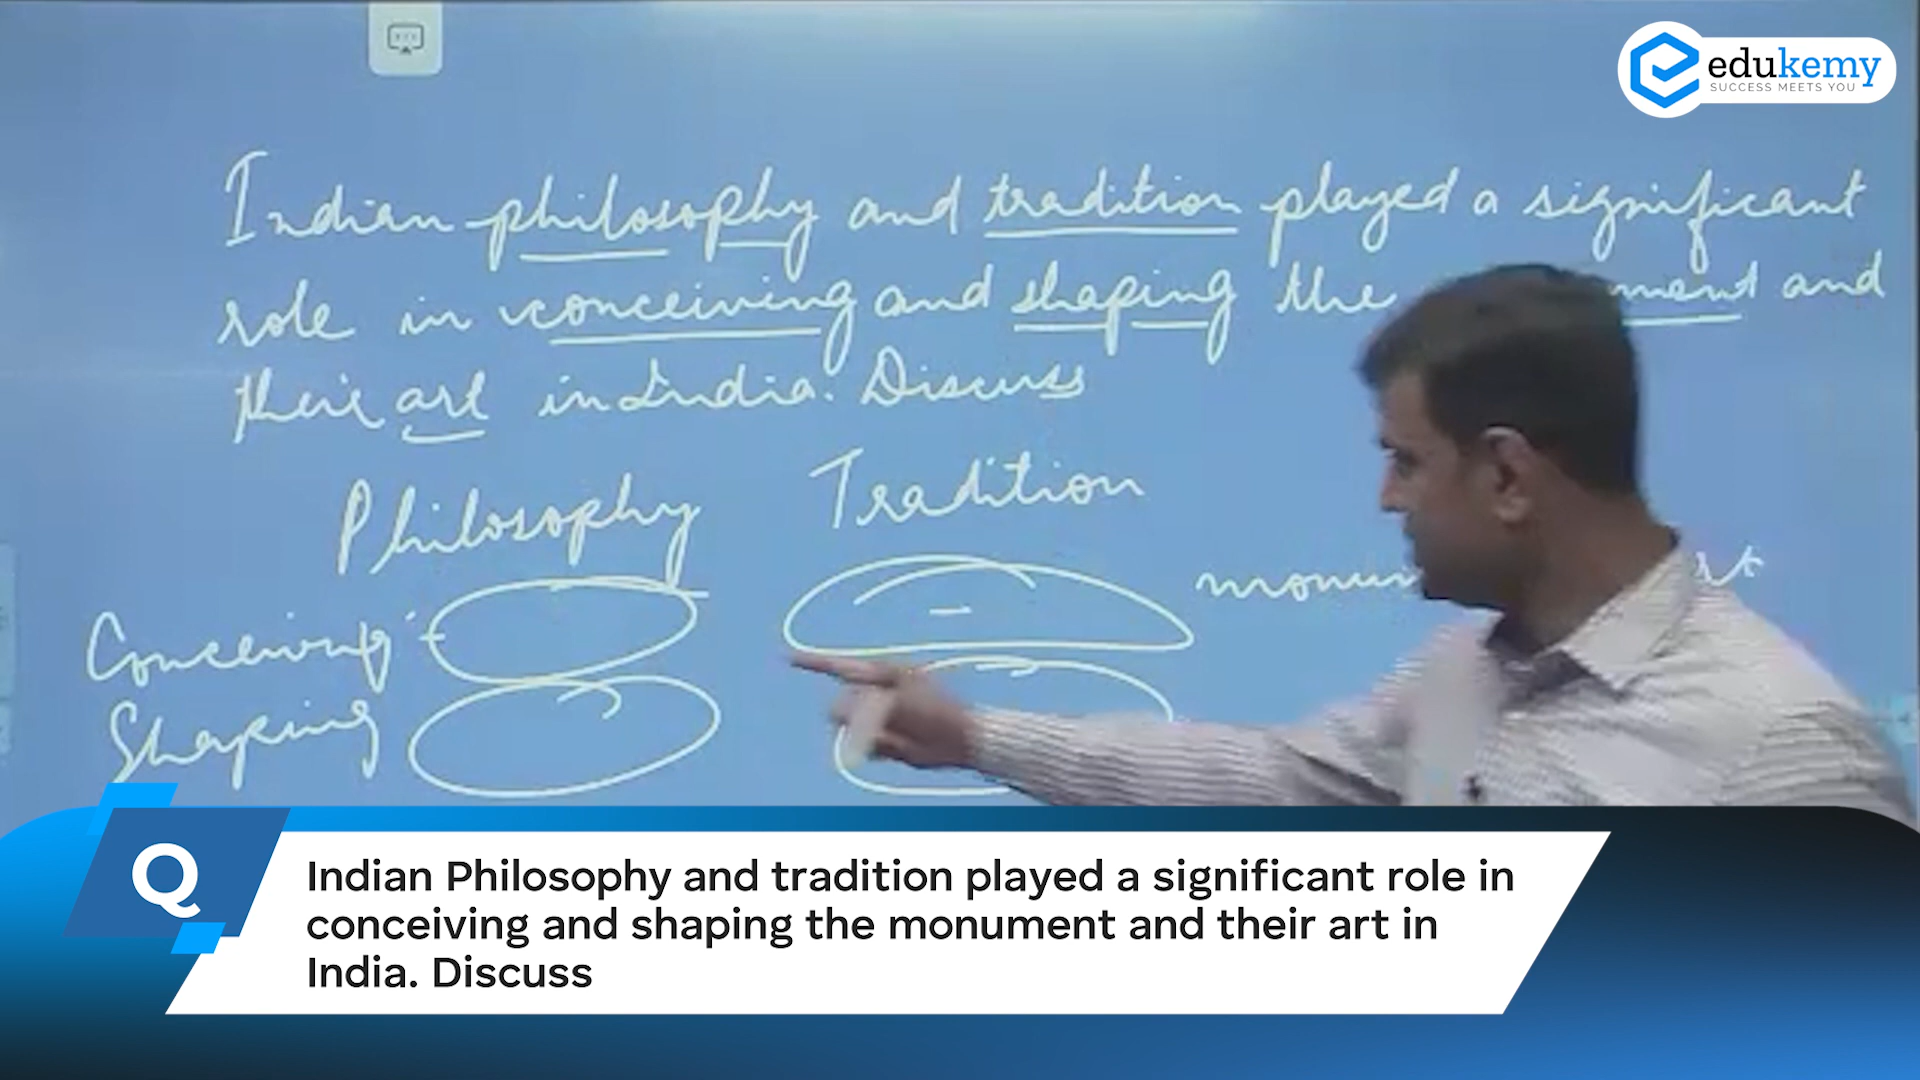 edukemy
SUCCESS MEETS YOU
Indian philosophy and tradition played a significant
role in conceiving and shaping the and
their art in India. Discuss
Philosophy Tradition
Conceiving
Shaping
Q
Indian Philosophy and tradition played a significant role in
conceiving and shaping the monument and their art in
India. Discuss